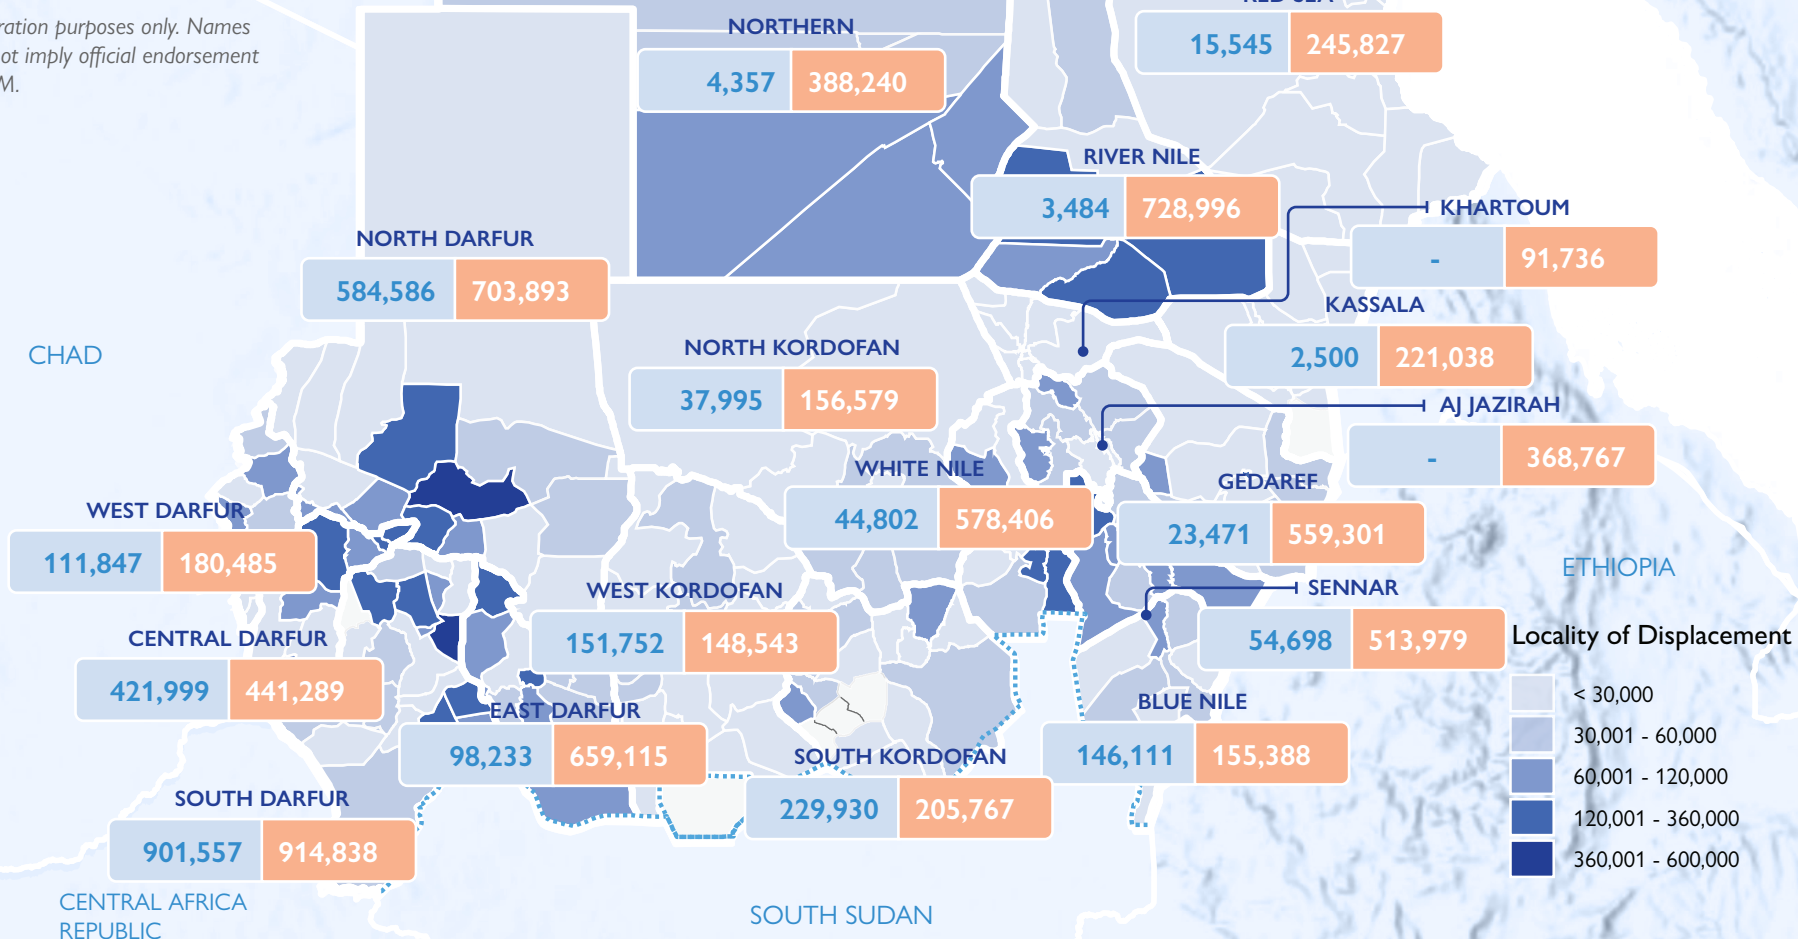 ration purposes only. Names
ot imply official endorsement
M.
NORTHERN
4,357 388,240
RED SEA
15,545 245,827
RIVER NILE
3,484 728,996
KHARTOUM
- 91,736
NORTH DARFUR
584,586 703,893
KASSALA
2,500 221,038
CHAD
NORTH KORDOFAN
37,995 156,579
AJ JAZIRAH
- 368,767
WHITE NILE
44,802 578,406
GEDAREF
23,471 559,301
WEST DARFUR
111,847 180,485
ETHIOPIA
WEST KORDOFAN
151,752 148,543
SENNAR
54,698 513,979
CENTRAL DARFUR
421,999 441,289
EAST DARFUR
98,233 659,115
BLUE NILE
146,111 155,388
SOUTH KORDOFAN
229,930 205,767
SOUTH DARFUR
901,557 914,838
Locality of Displacement
< 30,000
30,001 - 60,000
60,001 - 120,000
120,001 - 360,000
360,001 - 600,000
CENTRAL AFRICA
REPUBLIC
SOUTH SUDAN